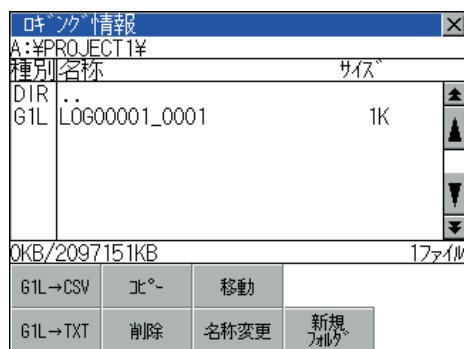 ロギング情報
A:¥PROJECT1¥
種別 名称 サイズ
DIR ..
G1L LOG00001_0001 1K
0KB/2097151KB 1ファイル
G1L→CSV コピー 移動
G1L→TXT 削除 名称変更 新規フォルダ